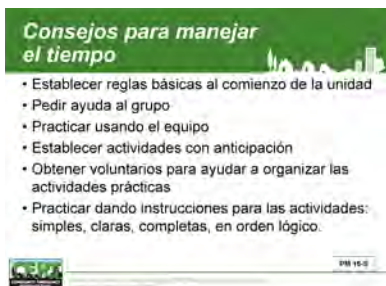 Consejos para manejar
el tiempo
• Establecer reglas básicas al comienzo de la unidad
• Pedir ayuda al grupo
• Practicar usando el equipo
• Establecer actividades con anticipación
• Obtener voluntarios para ayudar a organizar las
actividades prácticas
• Practicar dando instrucciones para las actividades:
simples, claras, completas, en orden lógico.
CERT